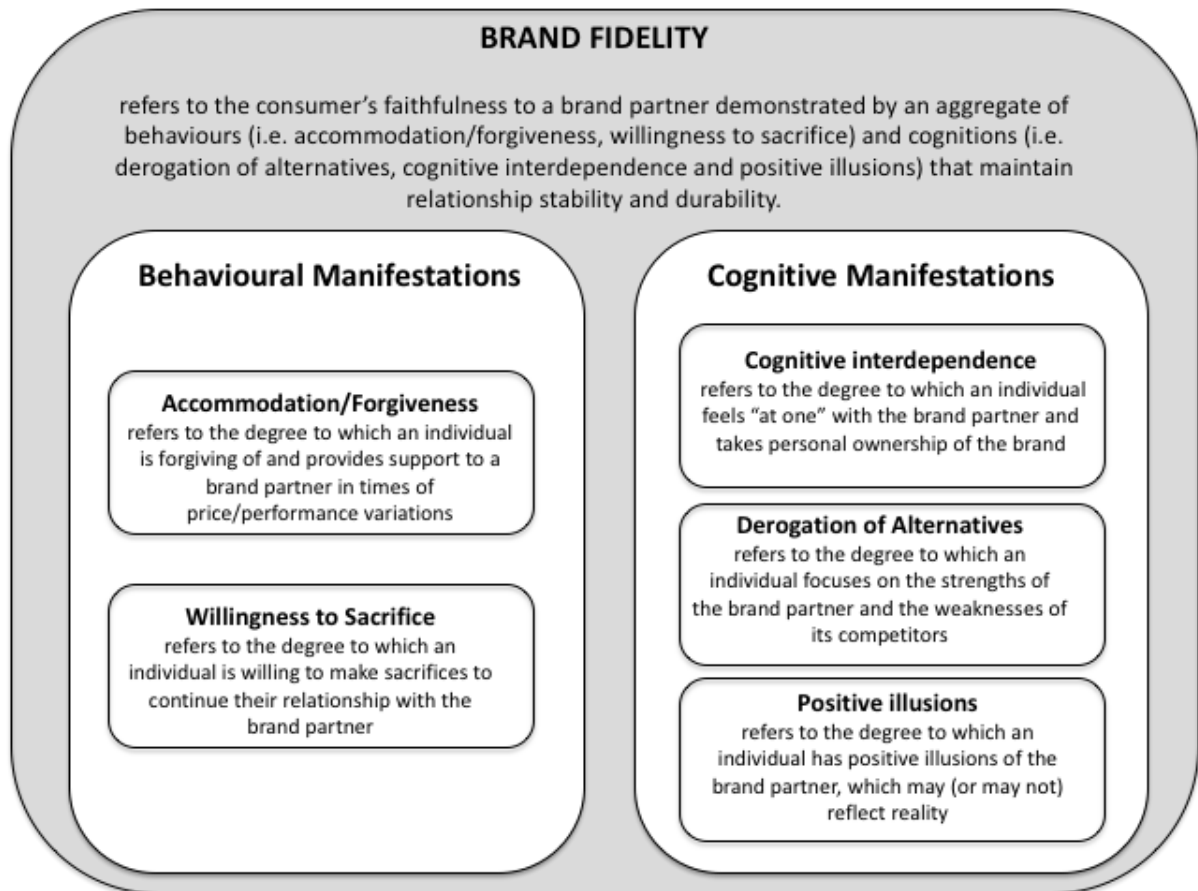 BRAND FIDELITY
refers to the consumer’s faithfulness to a brand partner demonstrated by an aggregate of
behaviours (i.e. accommodation/forgiveness, willingness to sacrifice) and cognitions (i.e.
derogation of alternatives, cognitive interdependence and positive illusions) that maintain
relationship stability and durability.
Behavioural Manifestations
Accommodation/Forgiveness
refers to the degree to which an individual
is forgiving of and provides support to a
brand partner in times of
price/performance variations
Willingness to Sacrifice
refers to the degree to which an
individual is willing to make sacrifices to
continue their relationship with the
brand partner
Cognitive Manifestations
Cognitive interdependence
refers to the degree to which an individual
feels “at one” with the brand partner and
takes personal ownership of the brand
Derogation of Alternatives
refers to the degree to which an
individual focuses on the strengths of
the brand partner and the weaknesses of
its competitors
Positive illusions
refers to the degree to which an
individual has positive illusions of the
brand partner, which may (or may not)
reflect reality